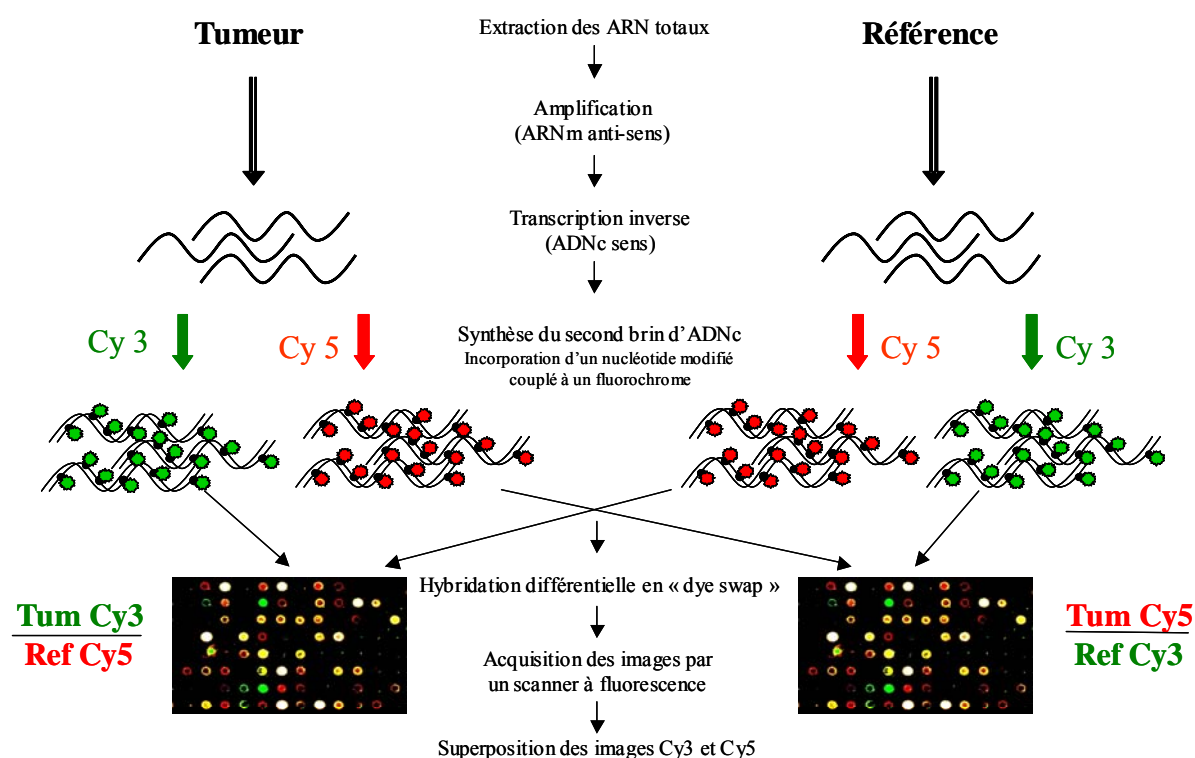 Tumeur
Extraction des ARN totaux
Référence
Amplification
(ARNm anti-sens)
Transcription inverse
(ADNc sens)
Cy 3
Cy 5
Synthèse du second brin d’ADNc
Incorporation d’un nucléotide modifié
couplé à un fluorochrome
Cy 5
Cy 3
Hybridation différentielle en « dye swap »
Tum Cy3
Ref Cy5
Acquisition des images par
un scanner à fluorescence
Tum Cy5
Ref Cy3
Superposition des images Cy3 et Cy5